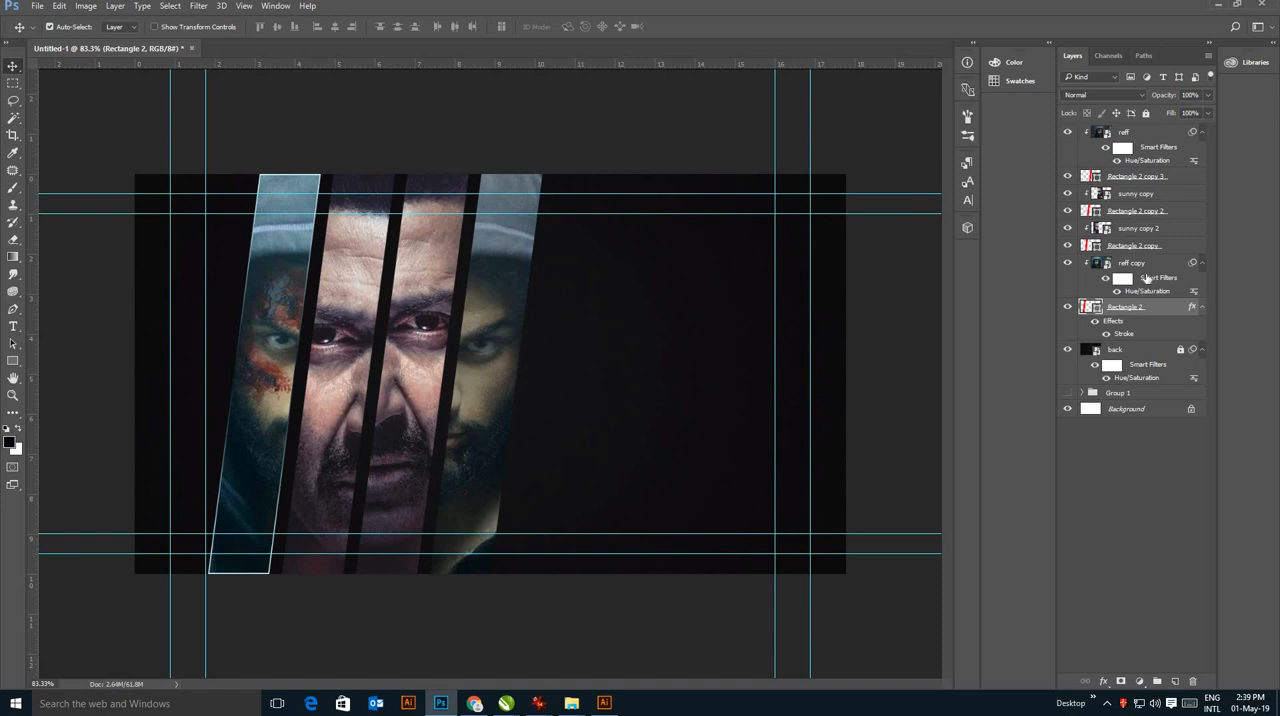 Ps File Edit Image Layer Type Select Filter 3D View Window Help
Auto-Select: Layer Show Transform Controls 3D Mode:
Untitled-1 @ 83.3% (Rectangle 2, RGB/8#) * ×
Color
Swatches
Layers Channels Paths
Libraries
Kind
Normal Opacity: 100%
Lock: Fill: 100%
reff
Smart Filters
Hue/Saturation
Rectangle 2 copy 3
sunny copy
Rectangle 2 copy 2
sunny copy 2
Rectangle 2 copy
reff copy
Smart Filters
Hue/Saturation
Rectangle 2 fx
Effects
Stroke
back
Smart Filters
Hue/Saturation
Group 1
Background
83.33% Doc: 2.64M/61.8M
Search the web and Windows
Desktop ENG 2:39 PM
INTL 01-May-19